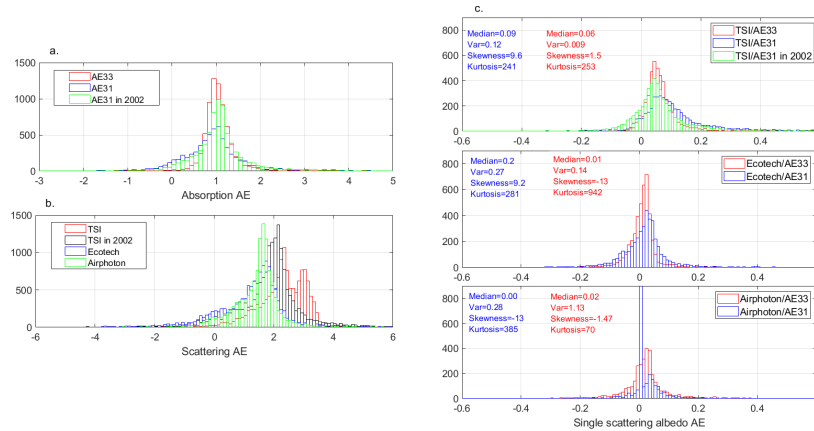 a.
1500
1000
500
0
-3
-2
-1
0
1
2
3
4
5
Absorption AE
AE33
AE31
AE31 in 2002
b.
1500
1000
500
0
-4
-2
0
2
4
6
Scattering AE
TSI
TSI in 2002
Ecotech
Airphoton
c.
Median=0.09
Var=0.12
Skewness=9.6
Kurtosis=241
Median=0.06
Var=0.009
Skewness=1.5
Kurtosis=253
TSI/AE33
TSI/AE31
TSI/AE31 in 2002
800
600
400
200
0
-0.6
-0.4
-0.2
0
0.2
0.4
Median=0.2
Var=0.27
Skewness=9.2
Kurtosis=281
Median=0.01
Var=0.14
Skewness=-13
Kurtosis=942
Ecotech/AE33
Ecotech/AE31
800
600
400
200
0
-0.6
-0.4
-0.2
0
0.2
0.4
Median=0.00
Var=0.28
Skewness=-13
Kurtosis=385
Median=0.02
Var=1.13
Skewness=-1.47
Kurtosis=70
Airphoton/AE33
Airphoton/AE31
800
600
400
200
0
-0.6
-0.4
-0.2
0
0.2
0.4
Single scattering albedo AE